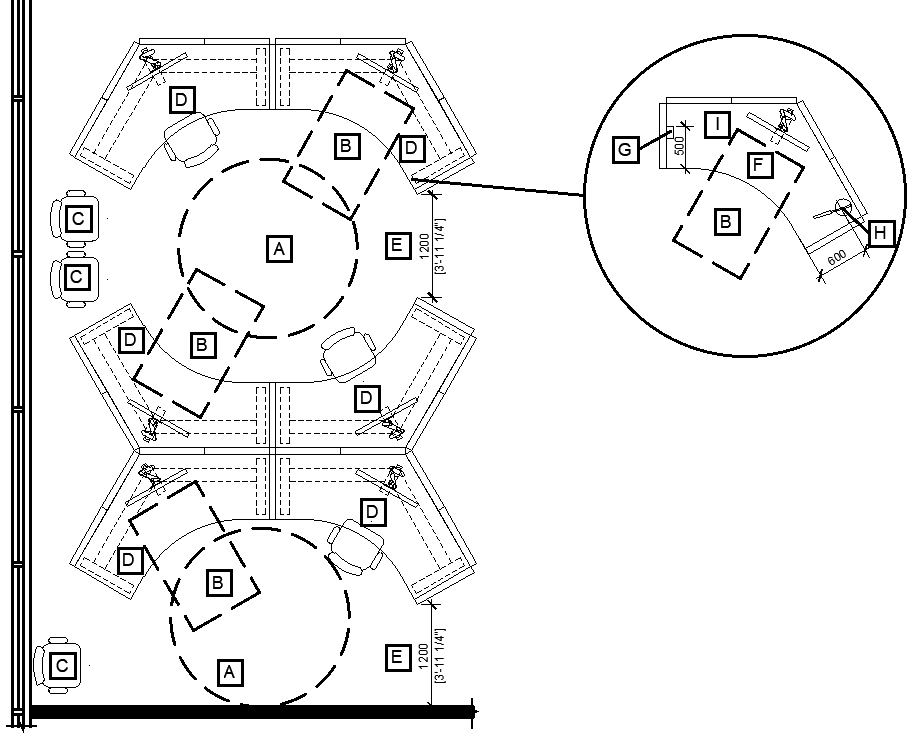 D
B
D
I
F
G
500
B
H
600
C
A
E
1200
[3'-11 1/4"]
C
D
B
D
D
D
B
E
1200
[3'-11 1/4"]
C
A